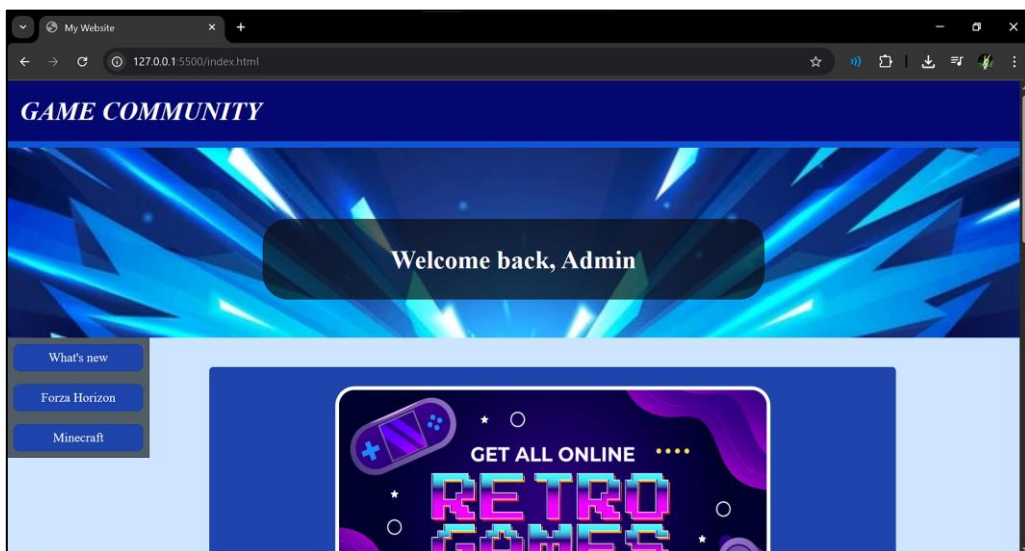 My Website
127.0.0.1:5500/index.html
GAME COMMUNITY
Welcome back, Admin
What's new
Forza Horizon
Minecraft
GET ALL ONLINE
RETRO
GAMES